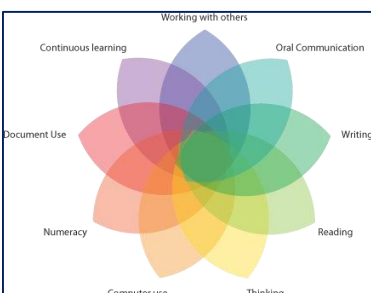 Working with others
Continuous learning
Oral Communication
Document Use
Writing
Numeracy
Reading
Computer use
Thinking